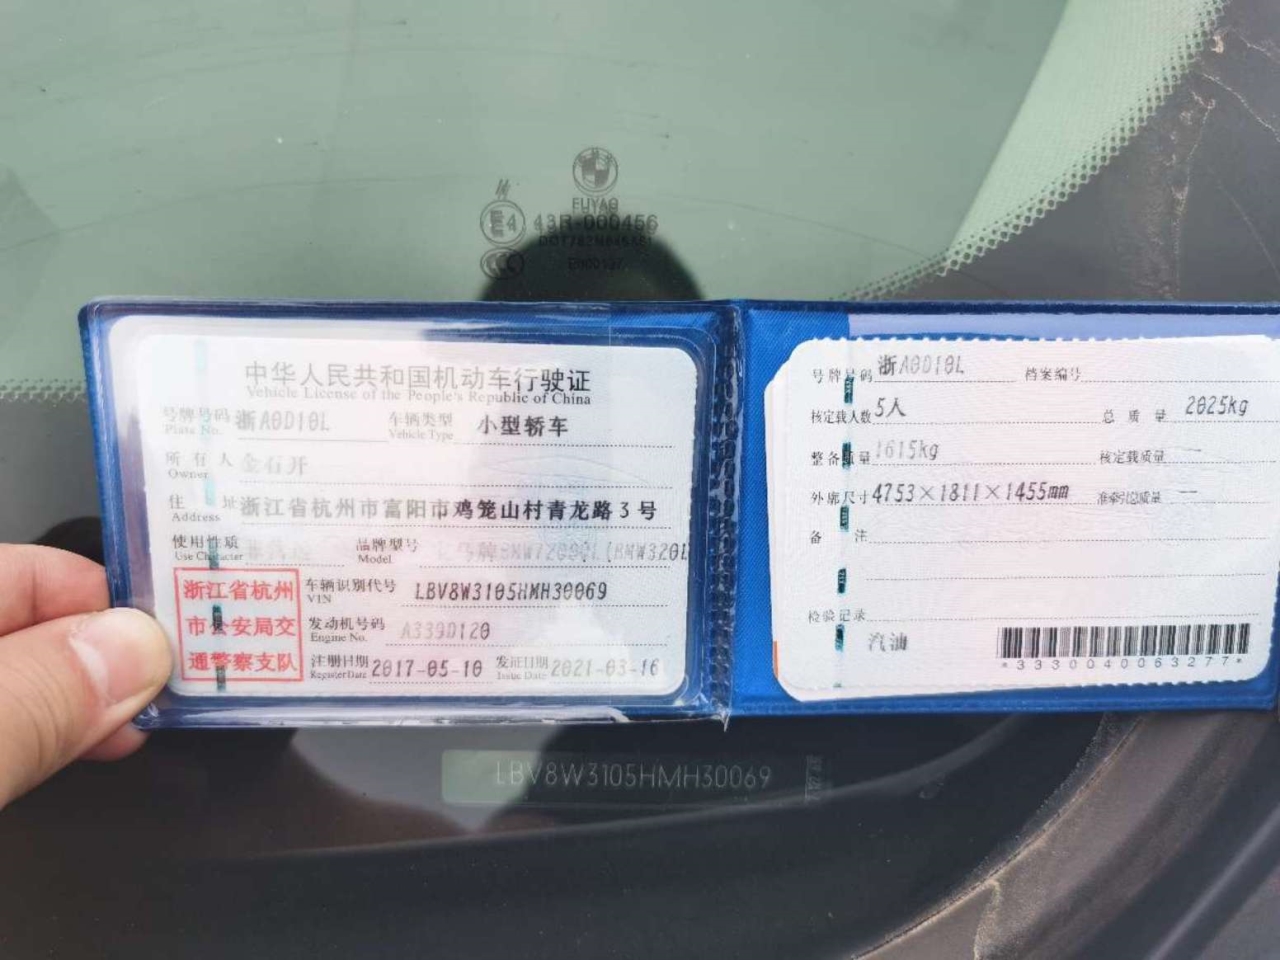 FUYAO
E4 43R-000456
中华人民共和国机动车行驶证
Vehicle License of the People's Republic of China
号牌号码 浙A0D10L 车辆类型 小型轿车
Plate No. Vehicle Type
所有人 金石开
Owner
住址 浙江省杭州市富阳市鸡笼山村青龙路3号
Address
使用性质 品牌型号
Use Character Model
浙江省杭州
市公安局交
通警察支队
车辆识别代号 LBV8W3105HMH30069
VIN
发动机号码 A339D120
Engine No.
注册日期 2017-05-10 发证日期 2021-03-16
Register Date Issue Date
号牌号码 浙A0D10L 档案编号
核定载人数 5人 总质量 2025kg
整备质量 1615kg 核定载质量 --
外廓尺寸 4753×1811×1455mm 准牵引总质量 --
备注
检验记录
汽油
*3330040063277*
LBV8W3105HMH30069